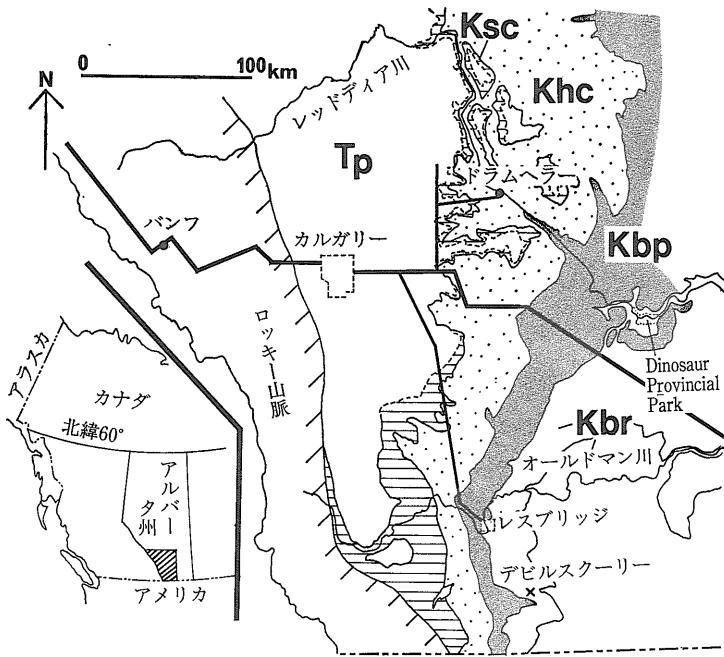 Ksc
0 100km
N
レッドディア川
Khc
Tp
ドラムヘラー
バンフ
カルガリー
Kbp
ロッキー山脈
Dinosaur
Provincial
Park
アラスカ
カナダ
北緯60°
Kbr
オールドマン川
アルバー
タ州
レスブリッジ
デビルスクーリー
アメリカ